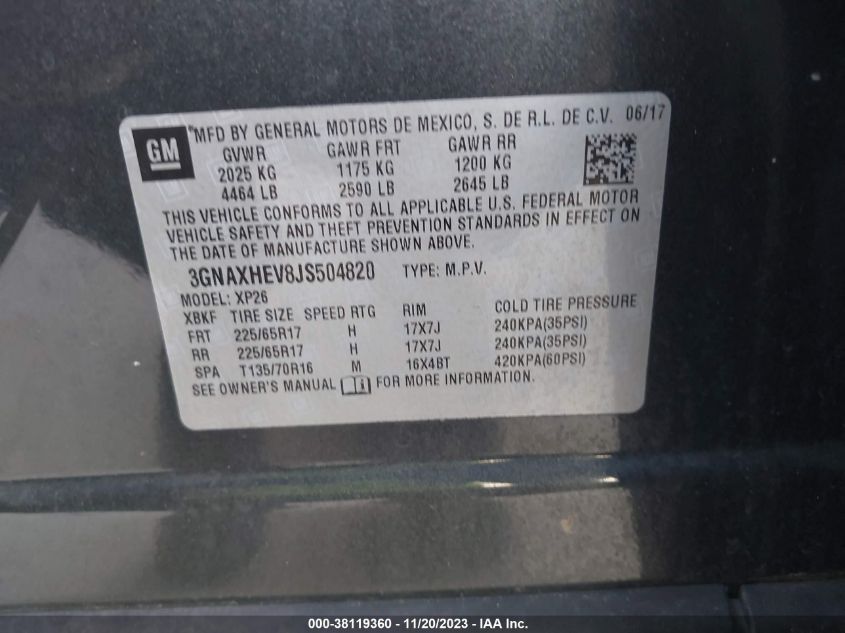 GM
*MFD BY GENERAL MOTORS DE MEXICO, S. DE R.L. DE C.V. 06/17
GVWR GAWR FRT GAWR RR
2025 KG 1175 KG 1200 KG
4464 LB 2590 LB 2645 LB
THIS VEHICLE CONFORMS TO ALL APPLICABLE U.S. FEDERAL MOTOR
VEHICLE SAFETY AND THEFT PREVENTION STANDARDS IN EFFECT ON
THE DATE OF MANUFACTURE SHOWN ABOVE.
3GNAXHEV8JS504820 TYPE: M.P.V.
MODEL: XP26
XBKF TIRE SIZE SPEED RTG RIM COLD TIRE PRESSURE
FRT 225/65R17 H 17X7J 240KPA(35PSI)
RR 225/65R17 H 17X7J 240KPA(35PSI)
SPA T135/70R16 M 16X4BT 420KPA(60PSI)
SEE OWNER'S MANUAL FOR MORE INFORMATION.
000-38119360 - 11/20/2023 - IAAI Inc.